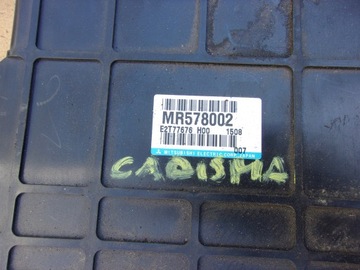 MR578002
E2T77676 H00 1508
007
MITSUBISHI ELECTRIC CORP. JAPAN
CARISMA